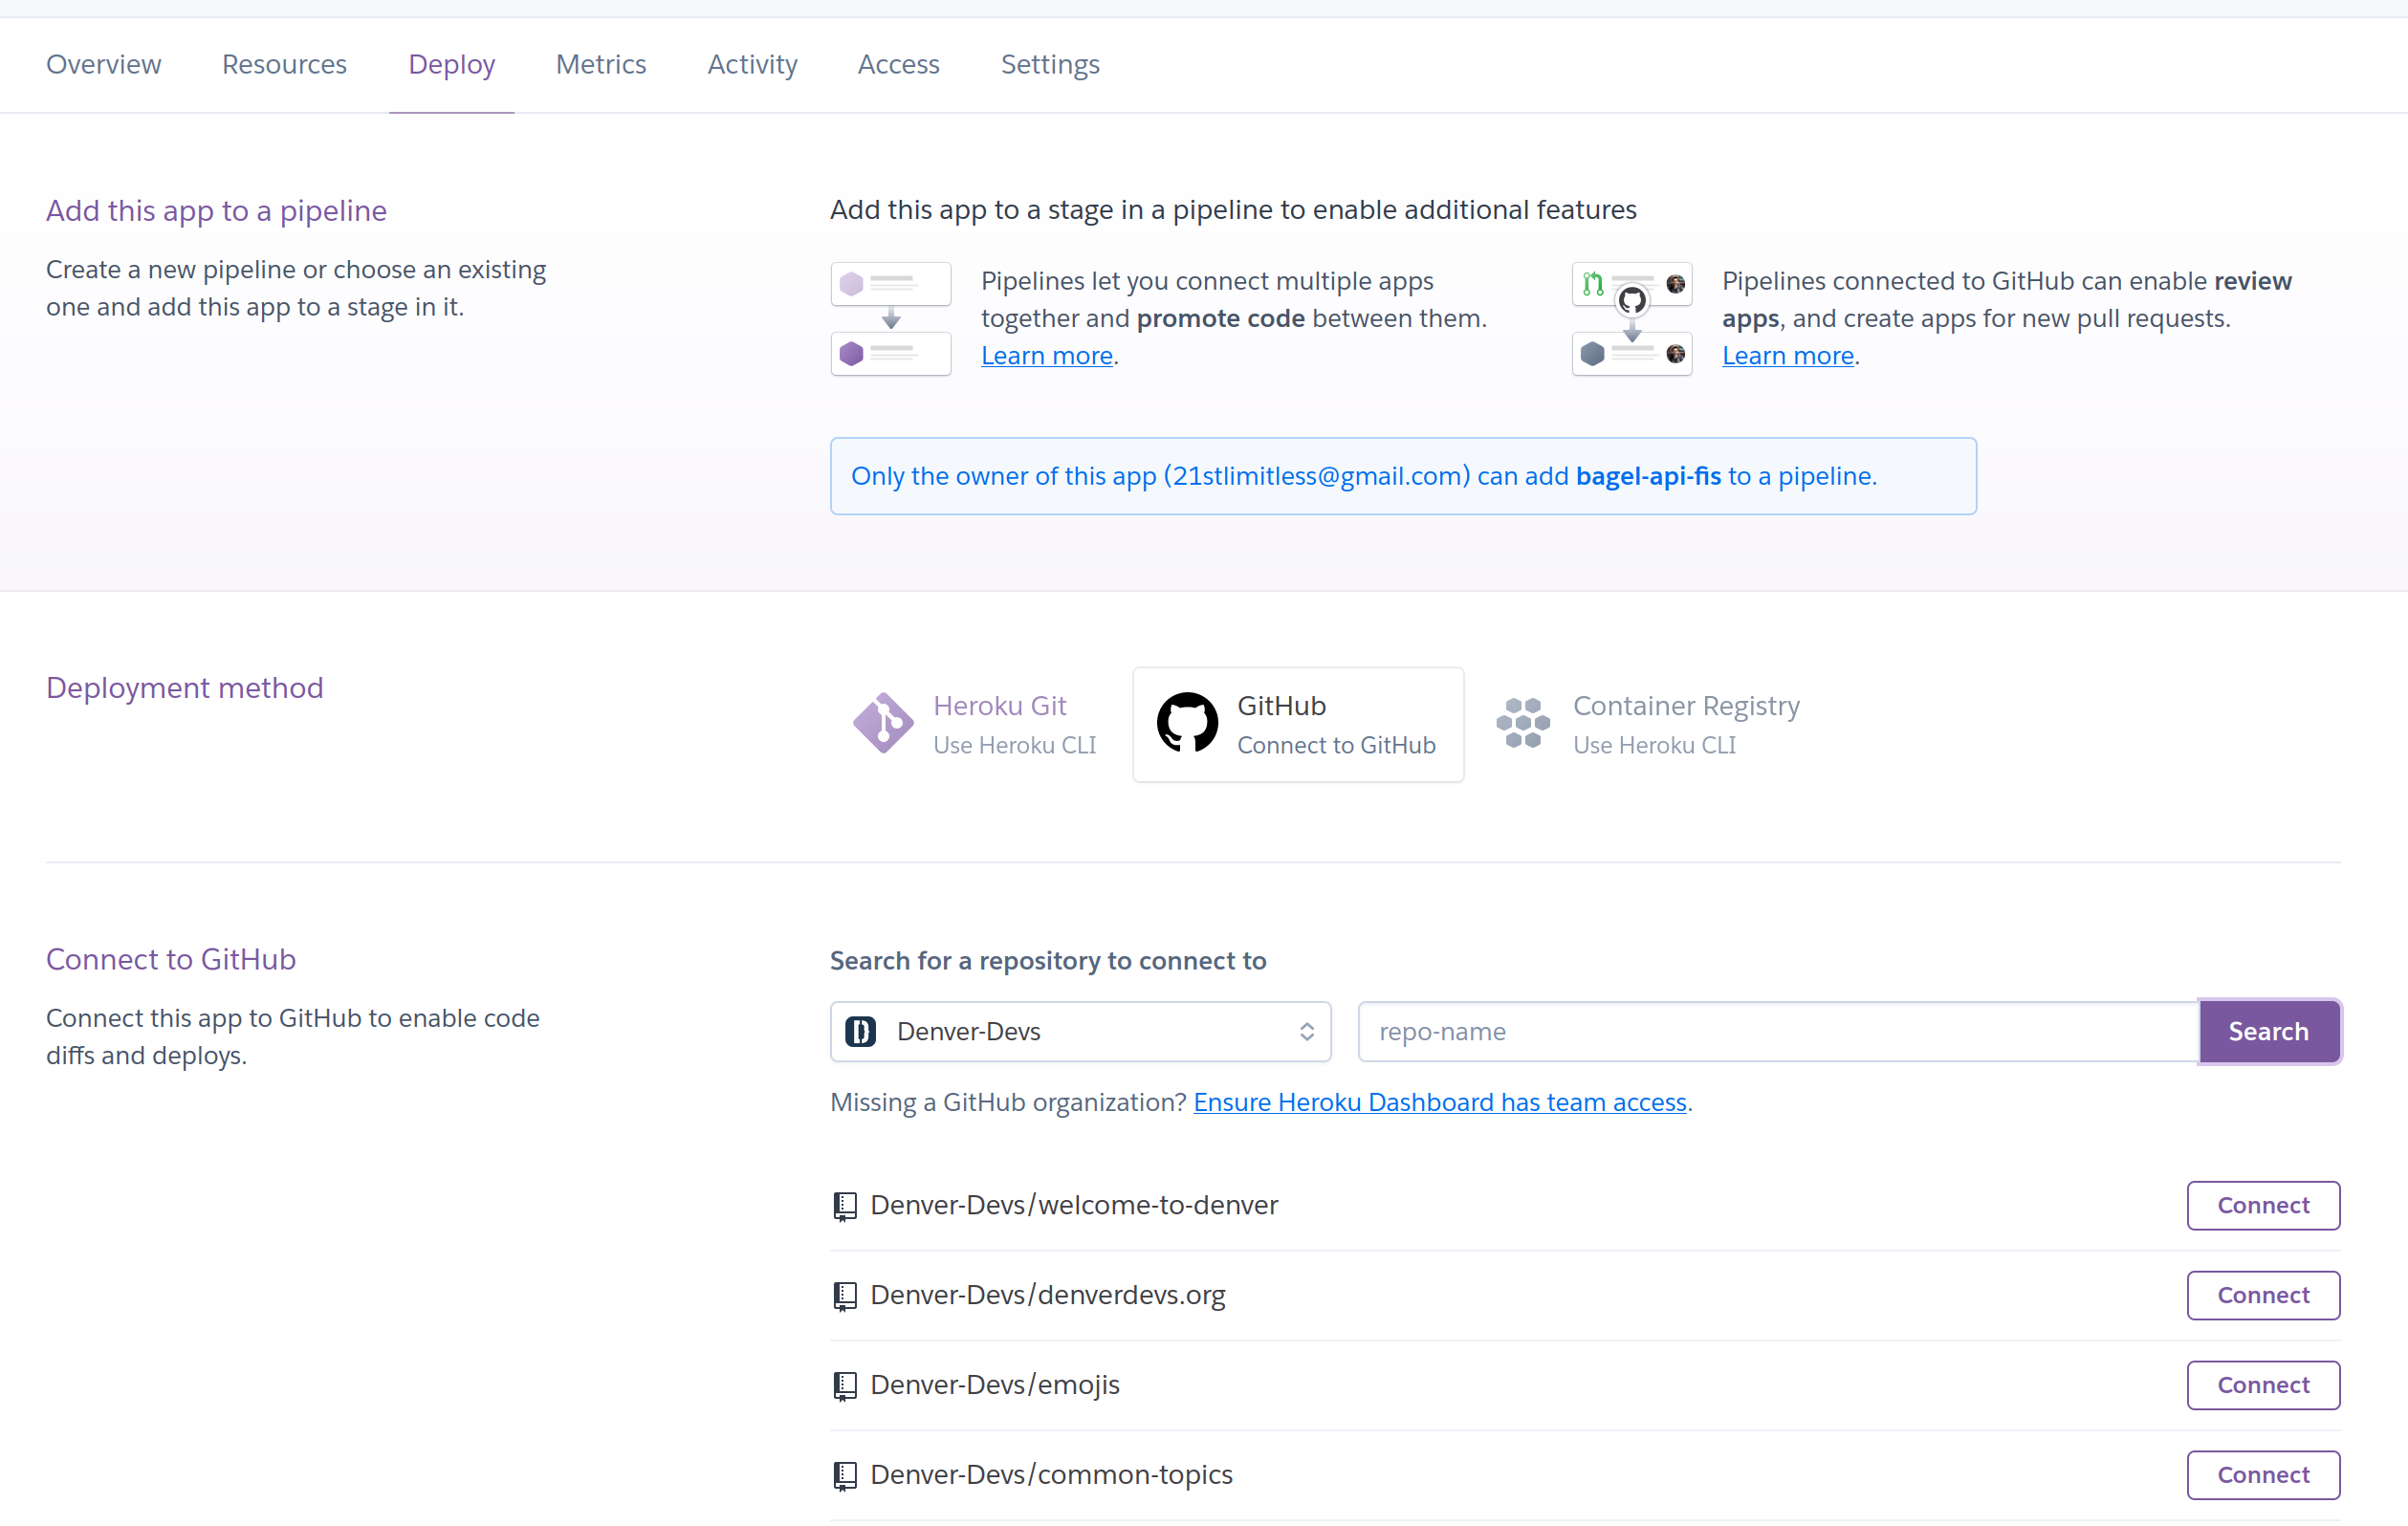 Overview Resources Deploy Metrics Activity Access Settings
Add this app to a pipeline
Create a new pipeline or choose an existing
one and add this app to a stage in it.
Add this app to a stage in a pipeline to enable additional features
Pipelines let you connect multiple apps
together and promote code between them.
Learn more.
Pipelines connected to GitHub can enable review
apps, and create apps for new pull requests.
Learn more.
Only the owner of this app (21stlimitless@gmail.com) can add bagel-api-fis to a pipeline.
Deployment method
Heroku Git
Use Heroku CLI
GitHub
Connect to GitHub
Container Registry
Use Heroku CLI
Connect to GitHub
Connect this app to GitHub to enable code
diffs and deploys.
Search for a repository to connect to
Denver-Devs
repo-name
Search
Missing a GitHub organization? Ensure Heroku Dashboard has team access.
Denver-Devs/welcome-to-denver
Connect
Denver-Devs/denverdevs.org
Connect
Denver-Devs/emojis
Connect
Denver-Devs/common-topics
Connect